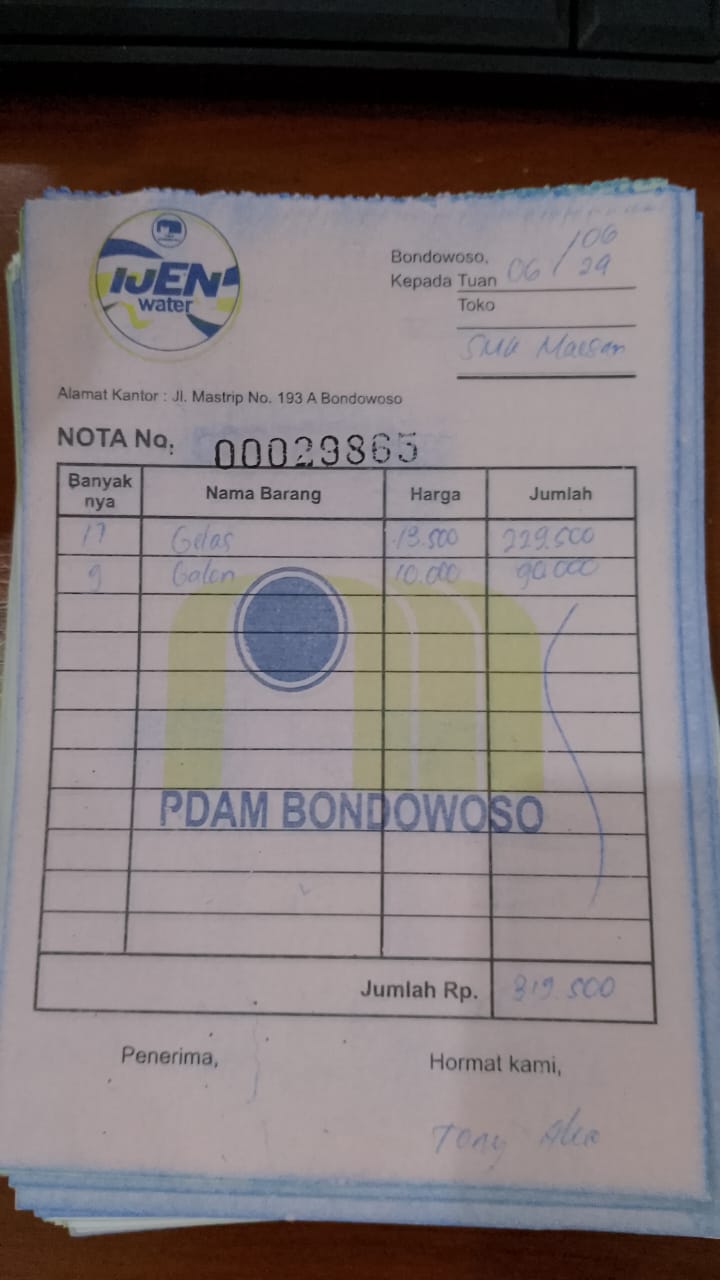 IJEN
water
Bondowoso, 06/06
Kepada Tuan 29
Toko
SMK Maesan
Alamat Kantor : Jl. Mastrip No. 193 A Bondowoso
NOTA No. 00029865
Banyak nya Nama Barang Harga Jumlah
17 Gelas 13.500 229.500
9 Galon 10.000 90.000
PDAM BONDOWOSO
Jumlah Rp. 319.500
Penerima, Hormat kami,
Tony